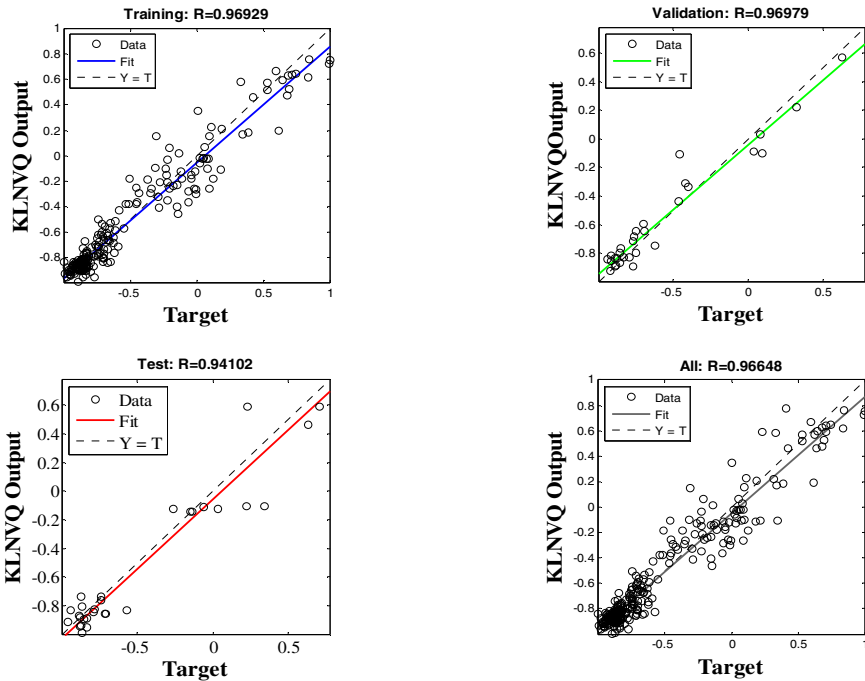 Training: R=0.96929
Data
Fit
Y = T
KLNVQ Output
1
0.8
0.6
0.4
0.2
0
-0.2
-0.4
-0.6
-0.8
-0.5
0
0.5
1
Target
Validation: R=0.96979
Data
Fit
Y = T
KLNVQOutput
0.6
0.4
0.2
0
-0.2
-0.4
-0.6
-0.8
-0.5
0
0.5
Target
Test: R=0.94102
Data
Fit
Y = T
KLNVQ Output
0.6
0.4
0.2
0
-0.2
-0.4
-0.6
-0.8
-0.5
0
0.5
Target
All: R=0.96648
Data
Fit
Y = T
KLNVQ Output
1
0.8
0.6
0.4
0.2
0
-0.2
-0.4
-0.6
-0.8
-0.5
0
0.5
1
Target